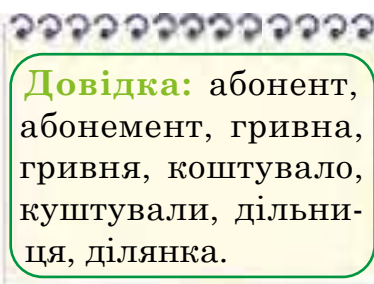 Довідка: абонент,
абонемент, гривна,
гривня, коштувало,
куштували, дільни-
ця, ділянка.